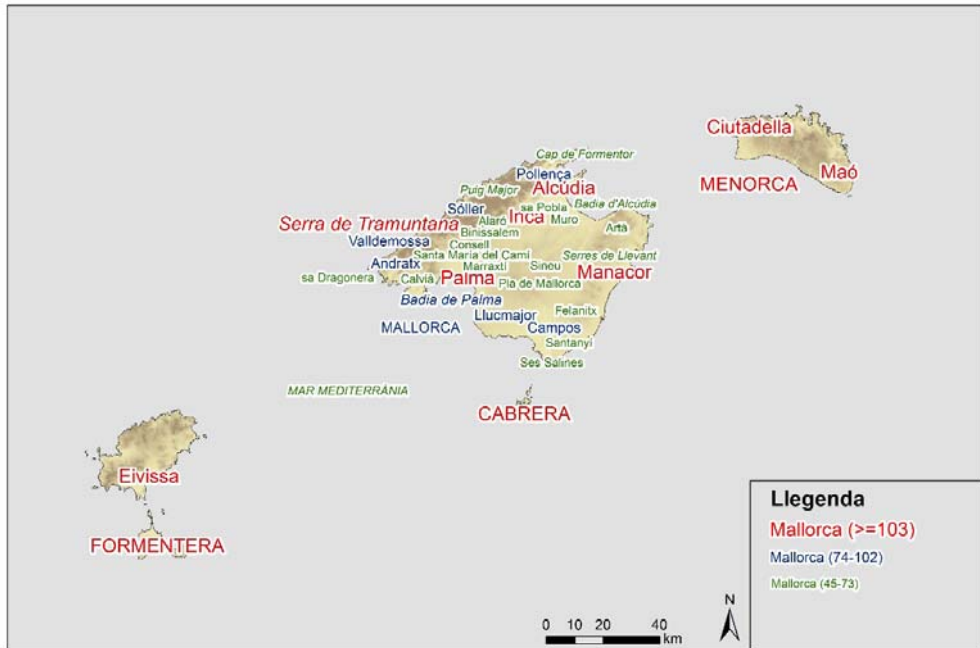 Ciutadella
Maó
MENORCA
Cap de Formentor
Pollença
Alcúdia
Puig Major
Badia d'Alcúdia
sa Pobla
Sóller
Inca
Muro
Alaró
Artà
Serra de Tramuntana
Binissalem
Valldemossa
Consell
Santa Maria del Camí
Serres de Llevant
Andratx
Marratxí
Sineu
Manacor
sa Dragonera
Calvià
Palma
Pla de Mallorca
Badia de Palma
Felanitx
Llucmajor
MALLORCA
Campos
Santanyí
Ses Salines
MAR MEDITERRÀNIA
CABRERA
Eivissa
FORMENTERA
Llegenda
Mallorca (>=103)
Mallorca (74-102)
Mallorca (45-73)
N
0 10 20 40
km